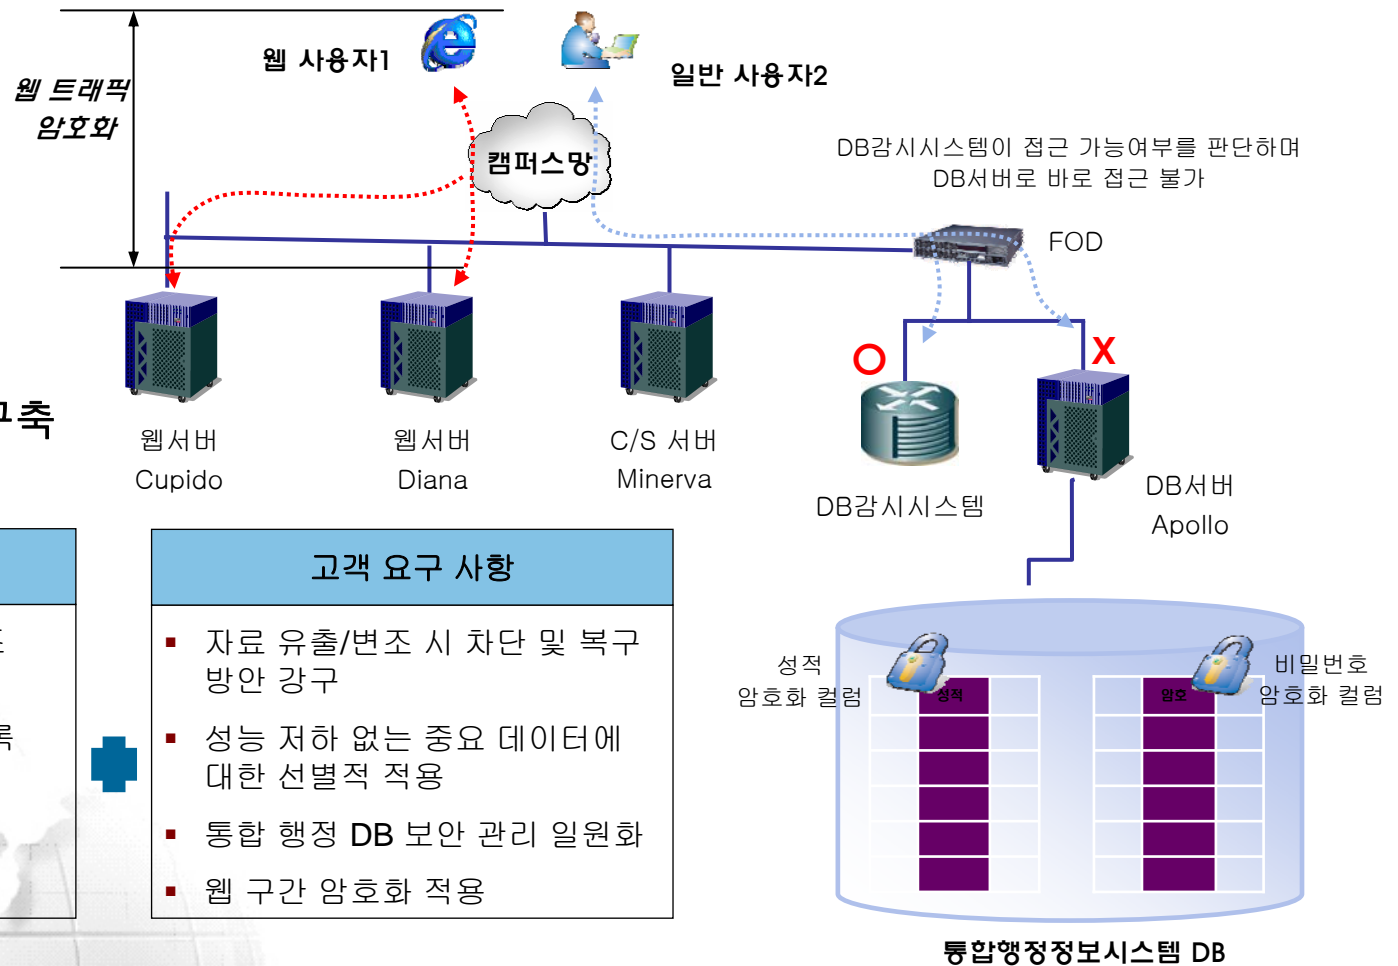 웹 사용자1
일반 사용자2
웹 트래픽
암호화
캠퍼스망
DB감시시스템이 접근 가능여부를 판단하며
DB서버로 바로 접근 불가
FOD
O
X
웹서버
Cupido
웹서버
Diana
C/S 서버
Minerva
DB감시시스템
DB서버
Apollo
구축
고객 요구 사항
▪ 자료 유출/변조 시 차단 및 복구
방안 강구
▪ 성능 저하 없는 중요 데이터에
대한 선별적 적용
▪ 통합 행정 DB 보안 관리 일원화
▪ 웹 구간 암호화 적용
성적
암호화 컬럼
성적
암호
비밀번호
암호화 컬럼
통합행정정보시스템 DB